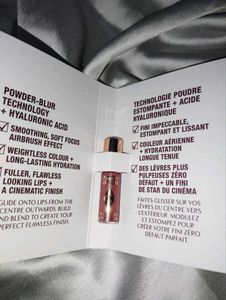 POWDER-BLUR
TECHNOLOGY
+ HYALURONIC ACID
SMOOTHING, SOFT FOCUS
AIRBRUSH EFFECT
WEIGHTLESS COLOUR +
LONG-LASTING HYDRATION
FULLER, FLAWLESS
LOOKING LIPS +
A CINEMATIC FINISH
GUIDE ONTO LIPS FROM THE
CENTRE OUTWARDS. BUILD
AND BLEND TO CREATE YOUR
PERFECT FLAWLESS FINISH.
TECHNOLOGIE POUDRE
ESTOMPANTE + ACIDE
HYALURONIQUE
FINI IMPECCABLE,
ESTOMPANT ET LISSANT
COULEUR AÉRIENNE
+ HYDRATATION
LONGUE TENUE
DES LÈVRES PLUS
PULPEUSES ZÉRO
DÉFAUT + UN FINI
DE STAR DU CINÉMA
FAITES GLISSER SUR VOS
LÈVRES DU CENTRE VERS
L'EXTÉRIEUR. MODULEZ
ET ESTOMPEZ POUR
CRÉER VOTRE FINI ZÉRO
DÉFAUT PARFAIT.